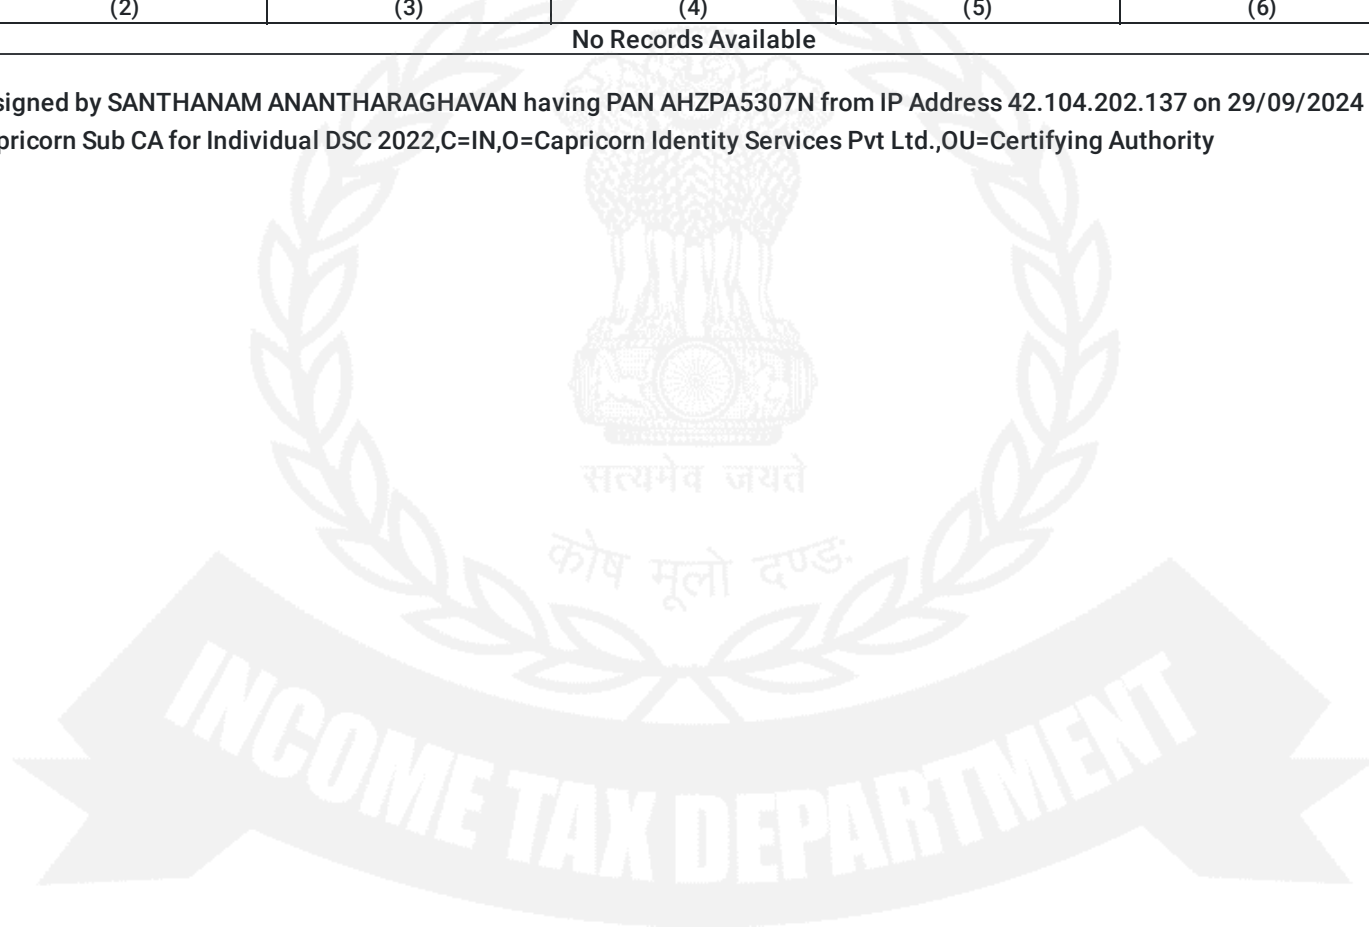 (2) (3) (4) (5) (6)
No Records Available
signed by SANTHANAM ANANTHARAGHAVAN having PAN AHZPA5307N from IP Address 42.104.202.137 on 29/09/2024
pricorn Sub CA for Individual DSC 2022,C=IN,O=Capricorn Identity Services Pvt Ltd.,OU=Certifying Authority
सत्यमेव जयते
कोष मूलो दण्डः
INCOME TAX DEPARTMENT